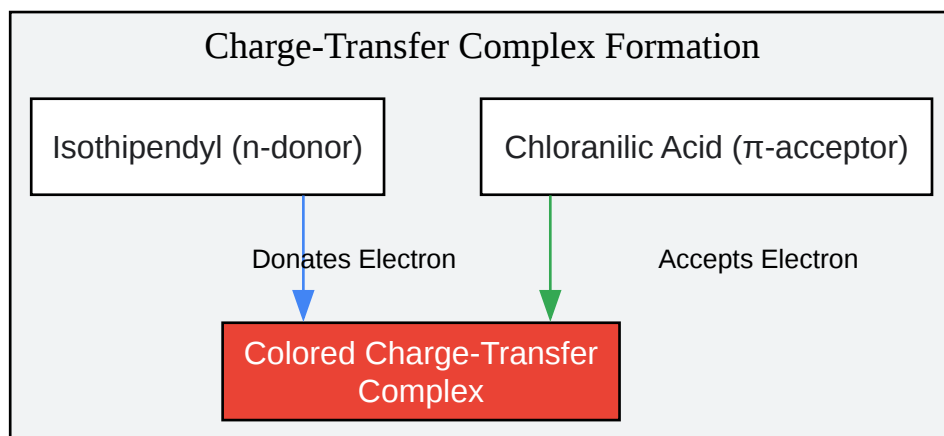 Charge-Transfer Complex Formation
Isothipendyl (n-donor)
Chloranilic Acid (π-acceptor)
Donates Electron
Accepts Electron
Colored Charge-Transfer
Complex